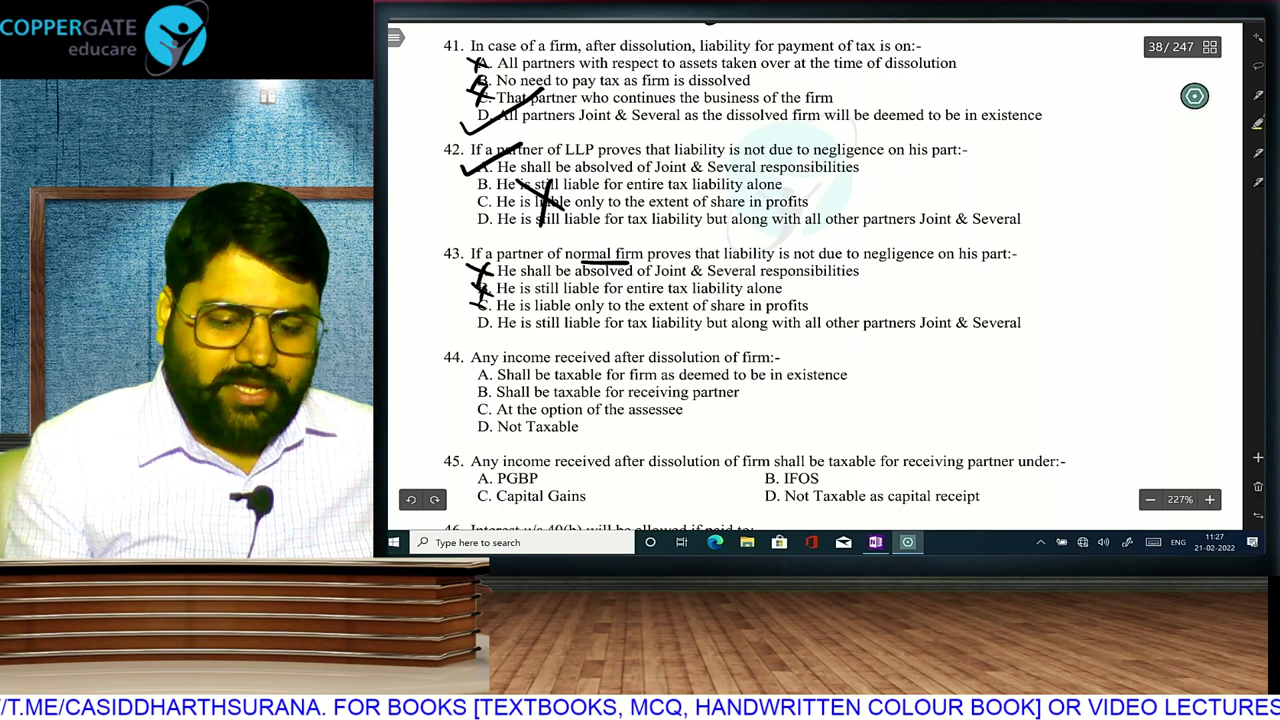 COPPERGATE
educare
38/247
41. In case of a firm, after dissolution, liability for payment of tax is on:-
A. All partners with respect to assets taken over at the time of dissolution
B. No need to pay tax as firm is dissolved
C. That partner who continues the business of the firm
D. All partners Joint & Several as the dissolved firm will be deemed to be in existence
42. If a partner of LLP proves that liability is not due to negligence on his part:-
A. He shall be absolved of Joint & Several responsibilities
B. He is still liable for entire tax liability alone
C. He is liable only to the extent of share in profits
D. He is still liable for tax liability but along with all other partners Joint & Several
43. If a partner of normal firm proves that liability is not due to negligence on his part:-
A. He shall be absolved of Joint & Several responsibilities
B. He is still liable for entire tax liability alone
C. He is liable only to the extent of share in profits
D. He is still liable for tax liability but along with all other partners Joint & Several
44. Any income received after dissolution of firm:-
A. Shall be taxable for firm as deemed to be in existence
B. Shall be taxable for receiving partner
C. At the option of the assessee
D. Not Taxable
45. Any income received after dissolution of firm shall be taxable for receiving partner under:-
A. PGBP B. IFOS
C. Capital Gains D. Not Taxable as capital receipt
227%
46. Interest u/s 40(b) will be allowed if paid to:
Type here to search
ENG
11:27
21-02-2022
/T.ME/CASIDDHARTHSURANA. FOR BOOKS [TEXTBOOKS, MCQ, HANDWRITTEN COLOUR BOOK] OR VIDEO LECTURES